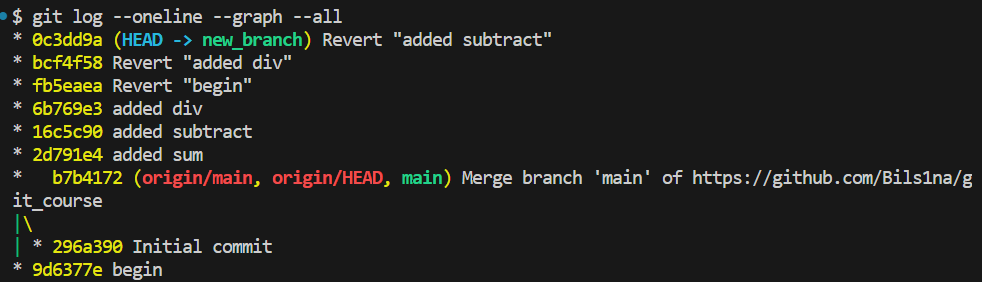 $ git log --oneline --graph --all
* 0c3dd9a (HEAD -> new_branch) Revert "added subtract"
* bcf4f58 Revert "added div"
* fb5eaea Revert "begin"
* 6b769e3 added div
* 16c5c90 added subtract
* 2d791e4 added sum
*   b7b4172 (origin/main, origin/HEAD, main) Merge branch 'main' of https://github.com/Bils1na/g
it_course
|\
| * 296a390 Initial commit
* 9d6377e begin